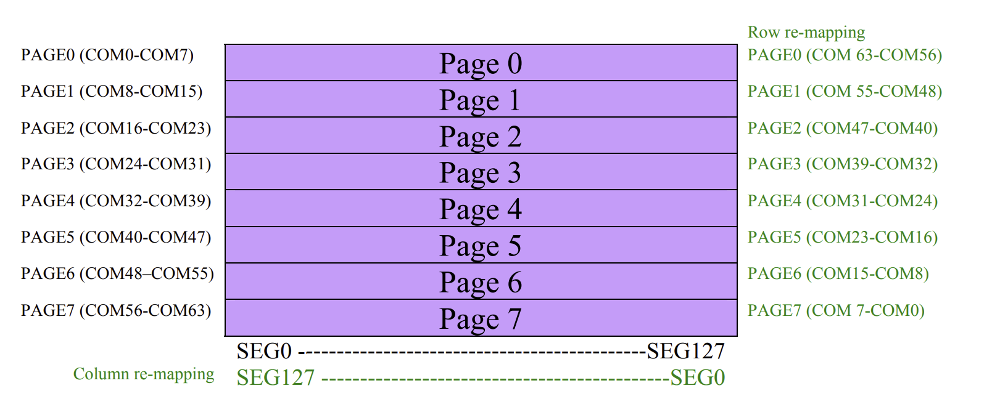 Row re-mapping
PAGE0 (COM0-COM7) Page 0 PAGE0 (COM 63-COM56)
PAGE1 (COM8-COM15) Page 1 PAGE1 (COM 55-COM48)
PAGE2 (COM16-COM23) Page 2 PAGE2 (COM47-COM40)
PAGE3 (COM24-COM31) Page 3 PAGE3 (COM39-COM32)
PAGE4 (COM32-COM39) Page 4 PAGE4 (COM31-COM24)
PAGE5 (COM40-COM47) Page 5 PAGE5 (COM23-COM16)
PAGE6 (COM48–COM55) Page 6 PAGE6 (COM15-COM8)
PAGE7 (COM56-COM63) Page 7 PAGE7 (COM 7-COM0)
SEG0 ---------------------------------------------SEG127
Column re-mapping SEG127 ---------------------------------------------SEG0